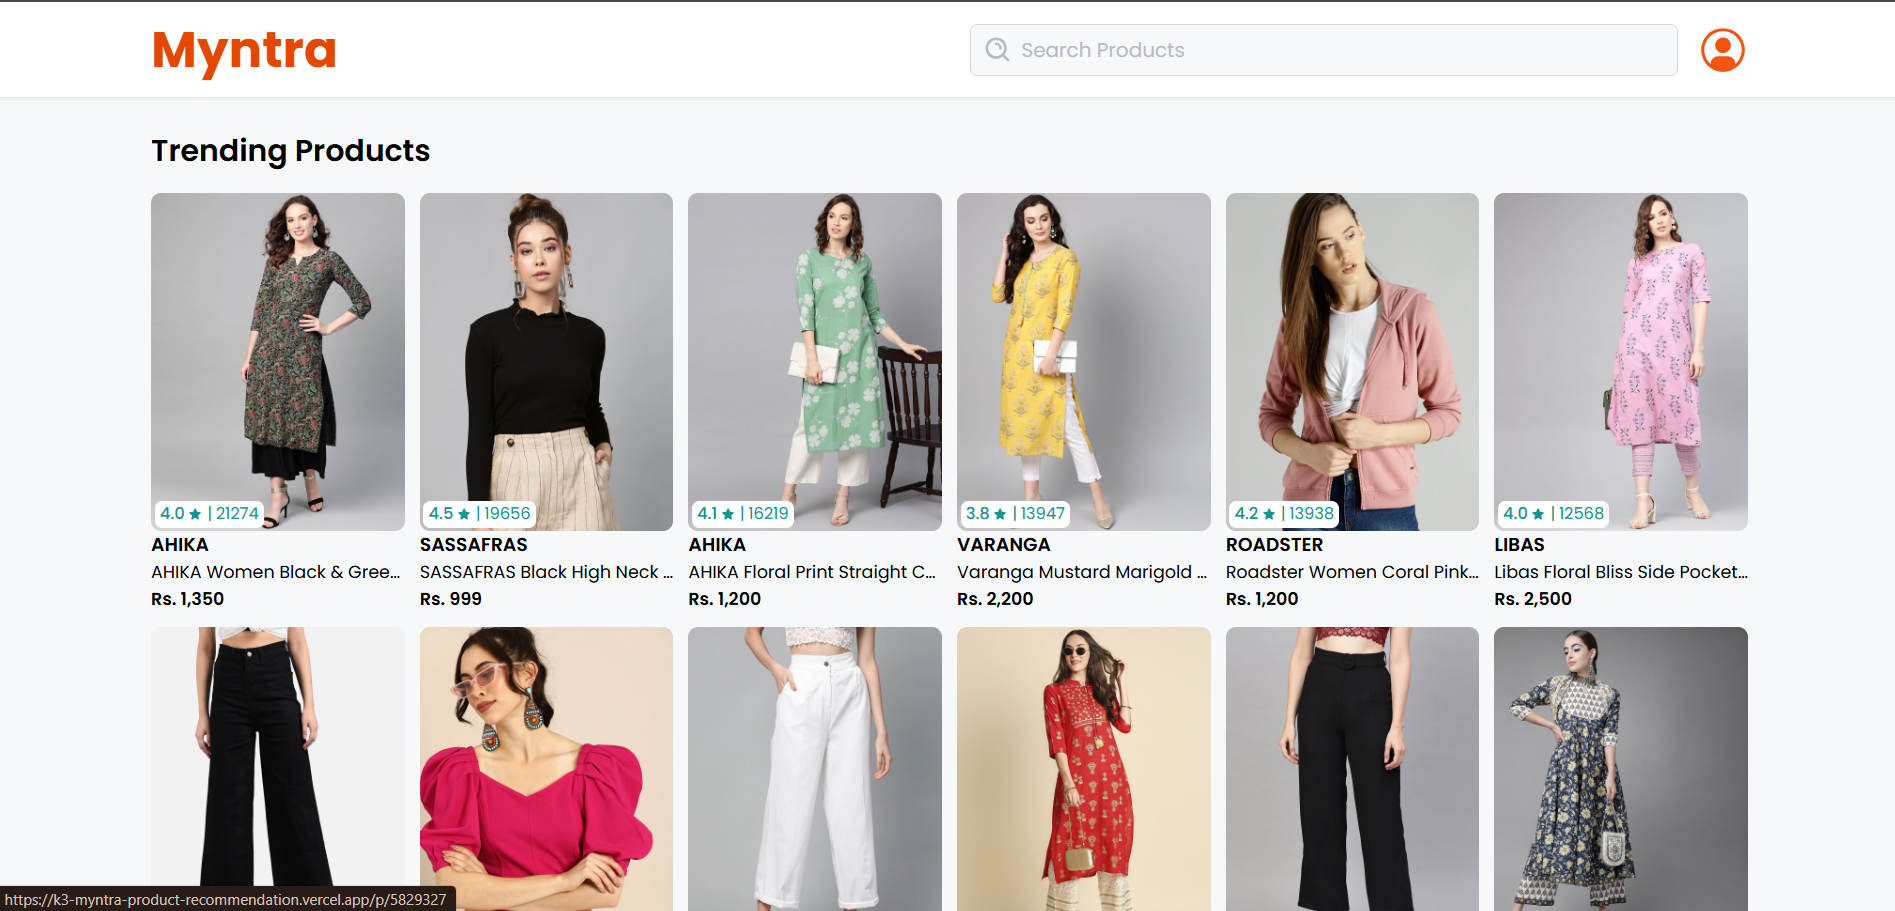 Myntra
Search Products
Trending Products
4.0 ★ | 21274
4.5 ★ | 19656
4.1 ★ | 16219
3.8 ★ | 13947
4.2 ★ | 13938
4.0 ★ | 12568
AHIKA
SASSAFRAS
AHIKA
VARANGA
ROADSTER
LIBAS
AHIKA Women Black & Gree...
SASSAFRAS Black High Neck ...
AHIKA Floral Print Straight C...
Varanga Mustard Marigold ...
Roadster Women Coral Pink...
Libas Floral Bliss Side Pocket...
Rs. 1,350
Rs. 999
Rs. 1,200
Rs. 2,200
Rs. 1,200
Rs. 2,500
https://k3-myntra-product-recommendation.vercel.app/p/5829327